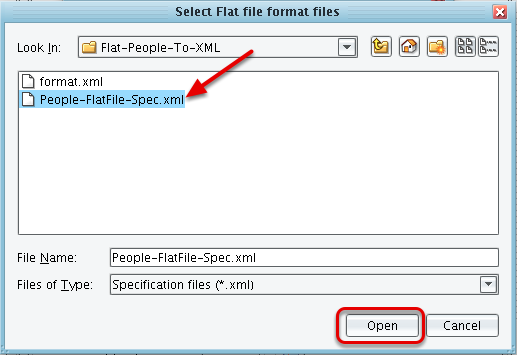 Select Flat file format files
Look In: Flat-People-To-XML
format.xml
People-FlatFile-Spec.xml
File Name: People-FlatFile-Spec.xml
Files of Type: Specification files (*.xml)
Open Cancel